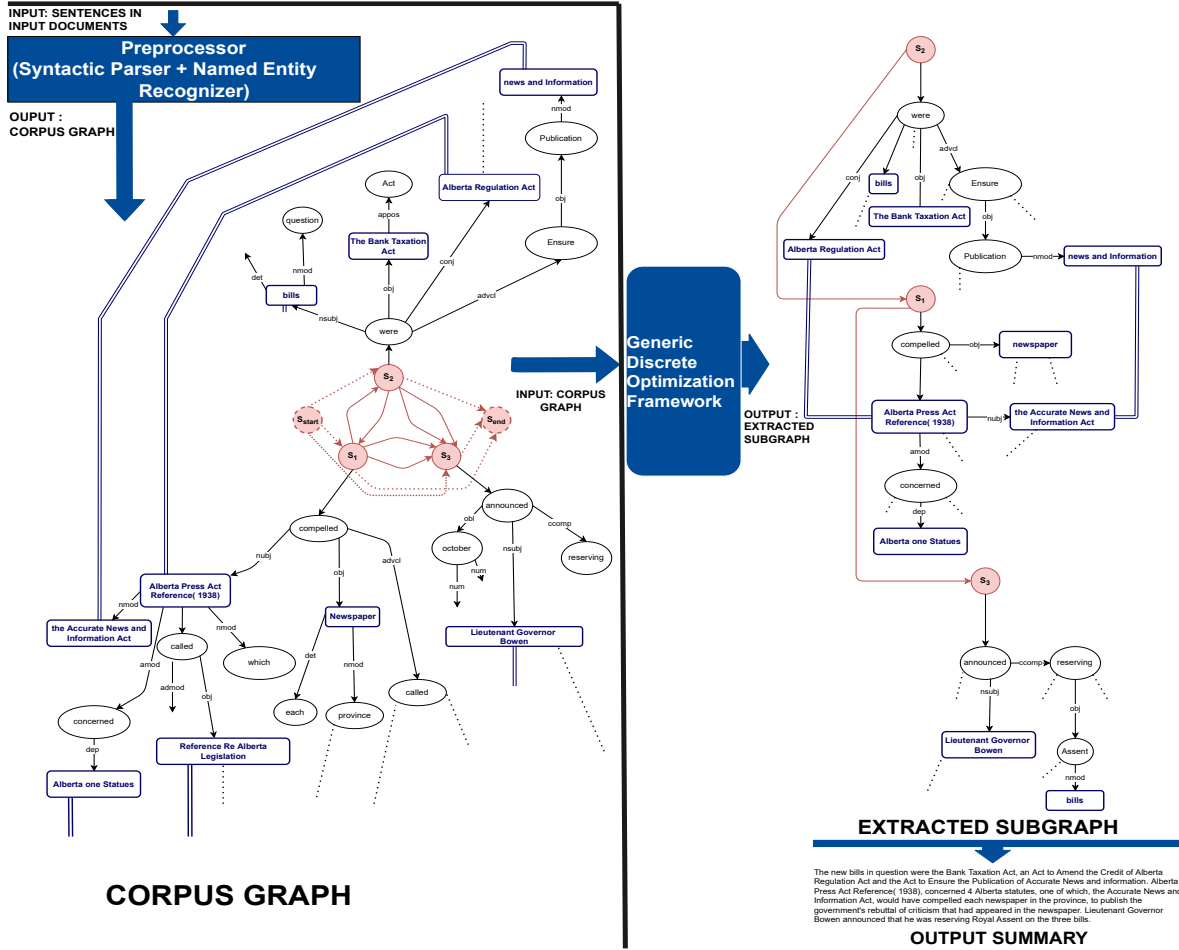 INPUT: SENTENCES IN
INPUT DOCUMENTS
Preprocessor
(Syntactic Parser + Named Entity
Recognizer)
OUPUT :
CORPUS GRAPH
news and Information
nmod
Publication
obj
Ensure
Alberta Regulation Act
Act
appos
The Bank Taxation
Act
question
nmod
det
bills
obj
conj
advcl
nsubj
were
S2
Sstart
Send
S1
S3
compelled
nubj
obj
advcl
announced
obl
nsubj
ccomp
october
reserving
num
num
Alberta Press Act
Reference( 1938)
nmod
the Accurate News and
Information Act
amod
called
nmod
which
admod
obj
concerned
dep
Alberta one Statues
Reference Re Alberta
Legislation
Newspaper
det
nmod
each
province
called
Lieutenant Governor
Bowen
CORPUS GRAPH
INPUT: CORPUS
GRAPH
Generic
Discrete
Optimization
Framework
OUTPUT :
EXTRACTED
SUBGRAPH
S2
were
advcl
conj
bills
obj
Ensure
The Bank Taxation Act
obj
Alberta Regulation Act
Publication
nmod
news and Information
S1
compelled
obj
newspaper
Alberta Press Act
Reference( 1938)
nubj
the Accurate News and
Information Act
amod
concerned
dep
Alberta one Statues
S3
announced
ccomp
reserving
nsubj
obj
Lieutenant Governor
Bowen
Assent
nmod
bills
EXTRACTED SUBGRAPH
The new bills in question were the Bank Taxation Act, an Act to Amend the Credit of Alberta
Regulation Act and the Act to Ensure the Publication of Accurate News and information. Alberta
Press Act Reference( 1938), concerned 4 Alberta statutes, one of which, the Accurate News and
Information Act, would have compelled each newspaper in the province, to publish the
government's rebuttal of criticism that had appeared in the newspaper. Lieutenant Governor
Bowen announced that he was reserving Royal Assent on the three bills.
OUTPUT SUMMARY